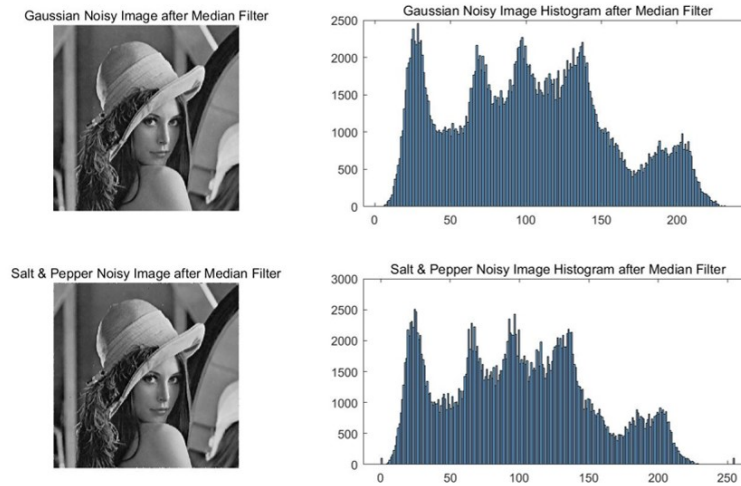 Gaussian Noisy Image after Median Filter
Gaussian Noisy Image Histogram after Median Filter
2500
2000
1500
1000
500
0
0 50 100 150 200
Salt & Pepper Noisy Image after Median Filter
Salt & Pepper Noisy Image Histogram after Median Filter
3000
2500
2000
1500
1000
500
0
0 50 100 150 200 250